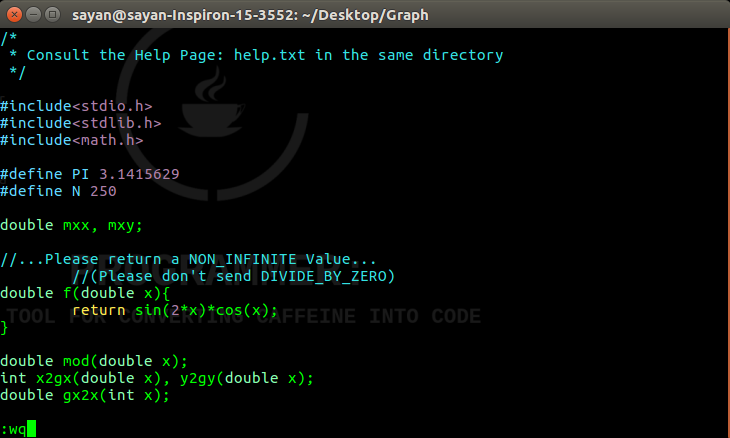 sayan@sayan-Inspiron-15-3552: ~/Desktop/Graph
/*
 * Consult the Help Page: help.txt in the same directory
 */
#include<stdio.h>
#include<stdlib.h>
#include<math.h>
#define PI 3.1415629
#define N 250
double mxx, mxy;
//...Please return a NON_INFINITE Value...
PROGRAMMER:
        //(Please don't send DIVIDE_BY_ZERO)
double f(double x){
        return sin(2*x)*cos(x);
TOOL FOR CONVERTING CAFFEINE INTO CODE
}
double mod(double x);
int x2gx(double x), y2gy(double x);
double gx2x(int x);
:wq